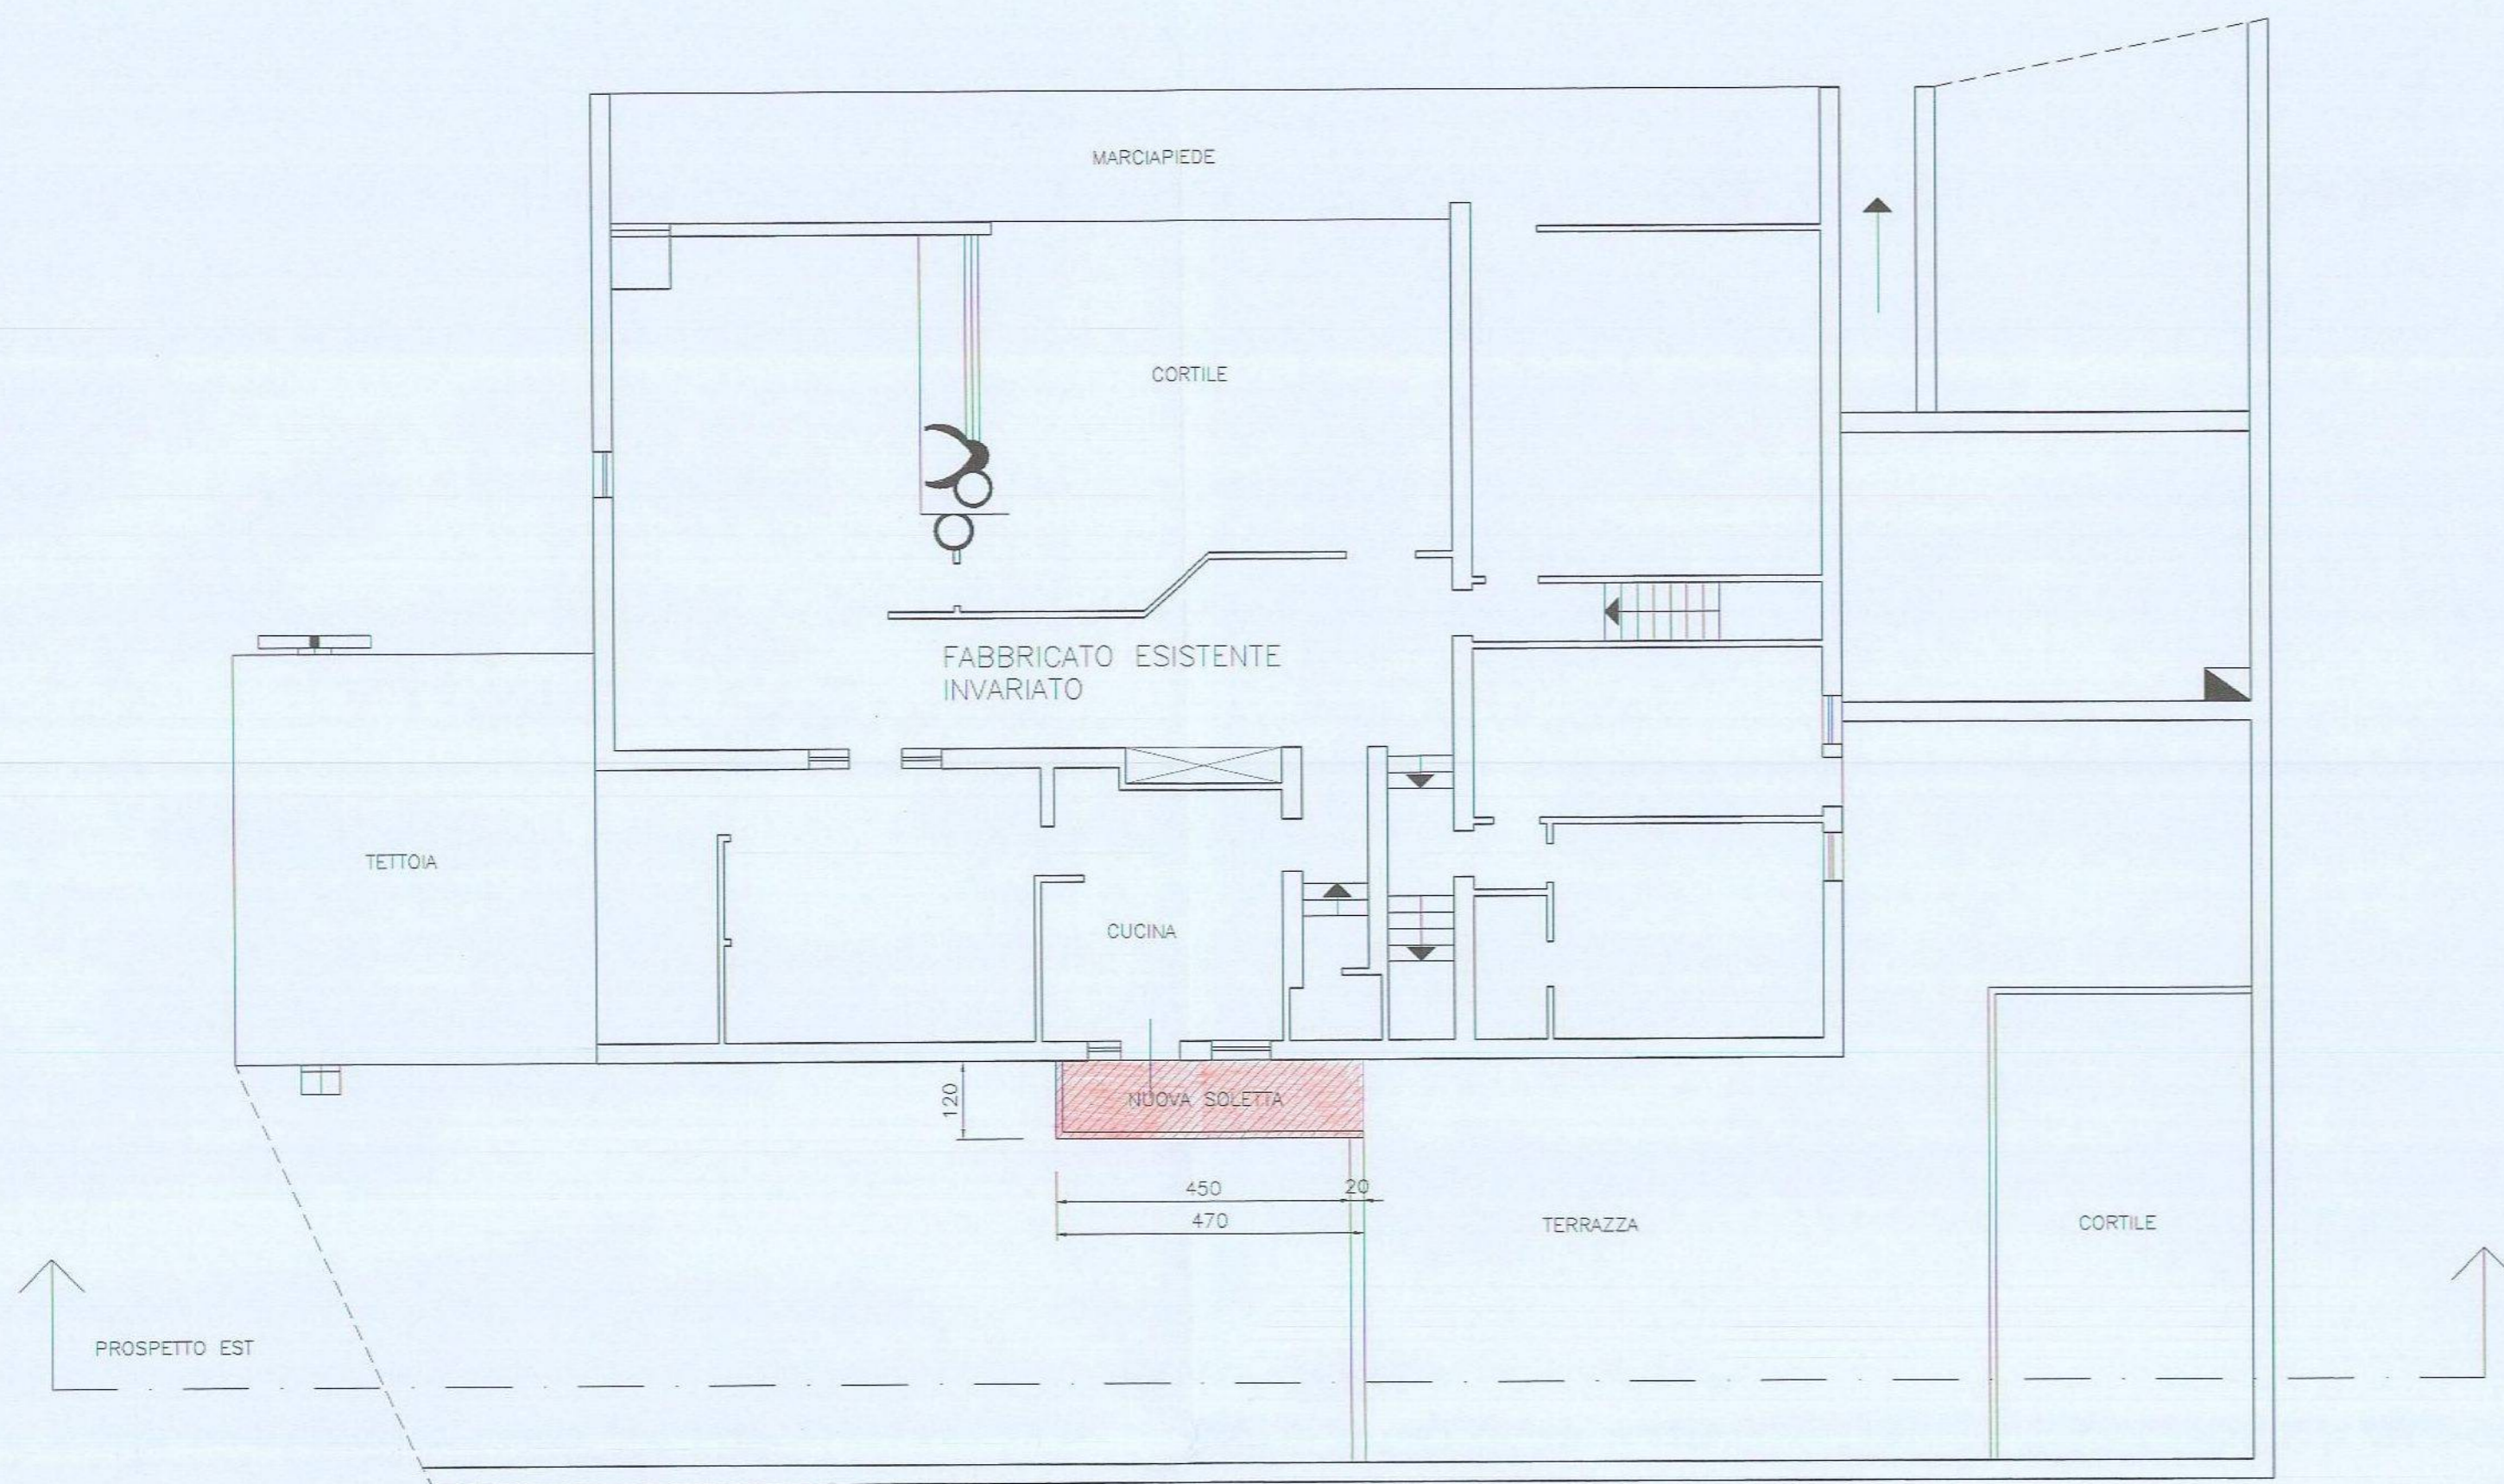 MARCIAPIEDE
CORTILE
FABBRICATO ESISTENTE
INVARIATO
TETTOIA
CUCINA
120
NUOVA SOLETTA
450
20
470
TERRAZZA
CORTILE
PROSPETTO EST